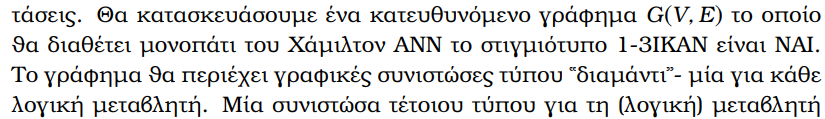 τάσεις. Θα κατασκευάσουμε ένα κατευθυνόμενο γράφημα G(V, E) το οποίο
θα διαθέτει μονοπάτι του Χάμιλτον ΑΝΝ το στιγμιότυπο 1-3ΙΚΑΝ είναι ΝΑΙ.
Το γράφημα θα περιέχει γραφικές συνιστώσες τύπου “διαμάντι”- μία για κάθε
λογική μεταβλητή. Μία συνιστώσα τέτοιου τύπου για τη (λογική) μεταβλητή